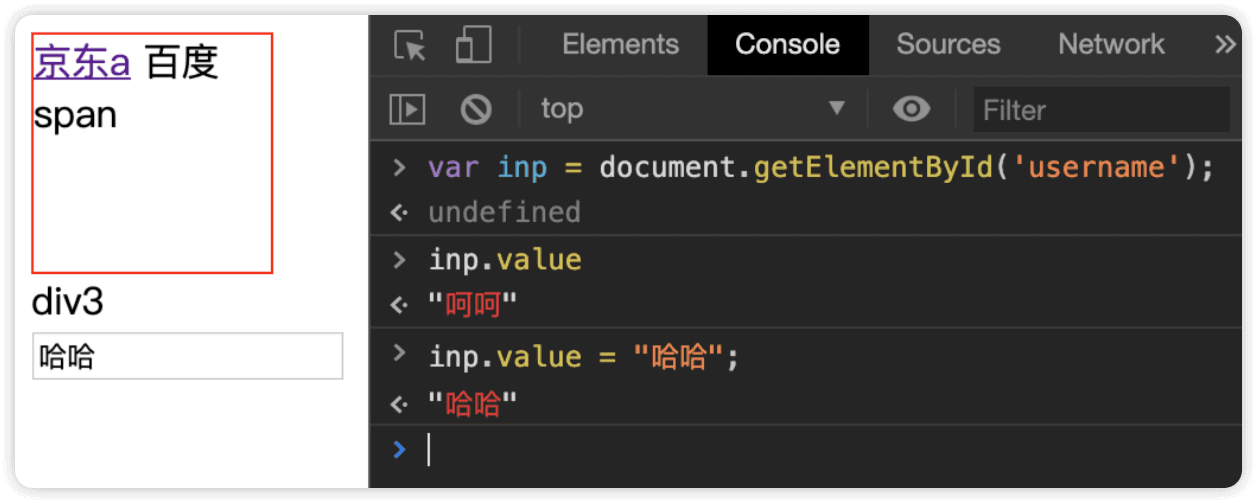 京东a 百度
span
div3
哈哈
Elements Console Sources Network »
top ▼ Filter
> var inp = document.getElementById('username');
<· undefined
> inp.value
<· "呵呵"
> inp.value = "哈哈";
<· "哈哈"
>